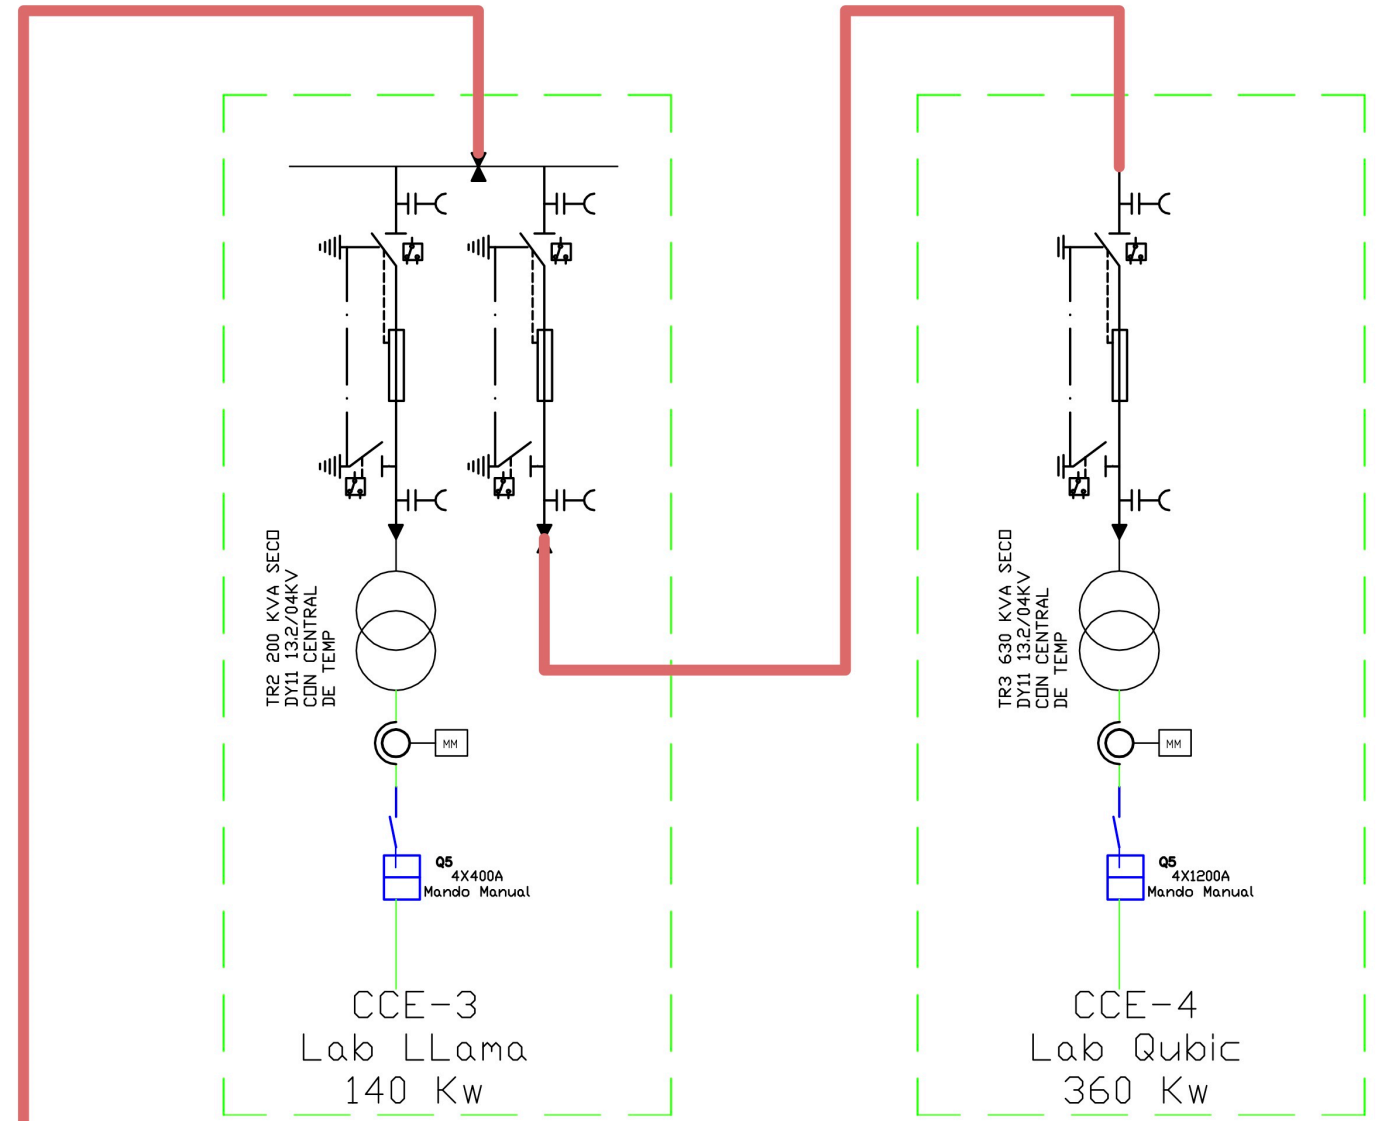 TR2 200 KVA SECO
DY11 13.2/04KV
CON CENTRAL
DE TEMP
MM
Q5
4X400A
Mando Manual
CCE-3
Lab LLama
140 Kw
TR3 630 KVA SECO
DY11 13.2/04KV
CON CENTRAL
DE TEMP
MM
Q5
4X1200A
Mando Manual
CCE-4
Lab Qubic
360 Kw